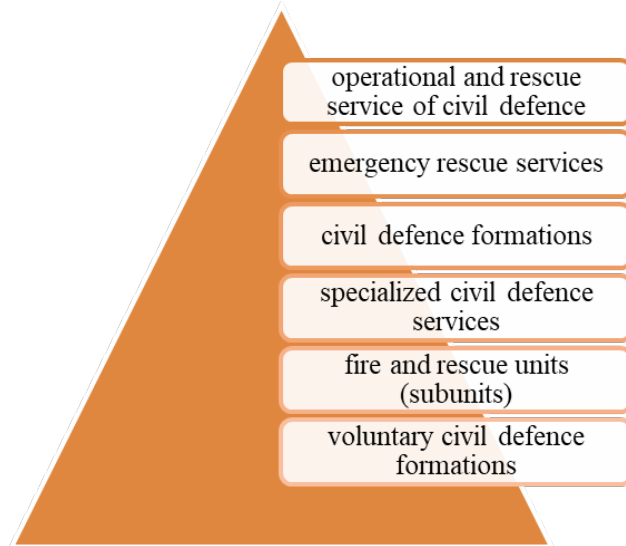 operational and rescue
service of civil defence
emergency rescue services
civil defence formations
specialized civil defence
services
fire and rescue units
(subunits)
voluntary civil defence
formations